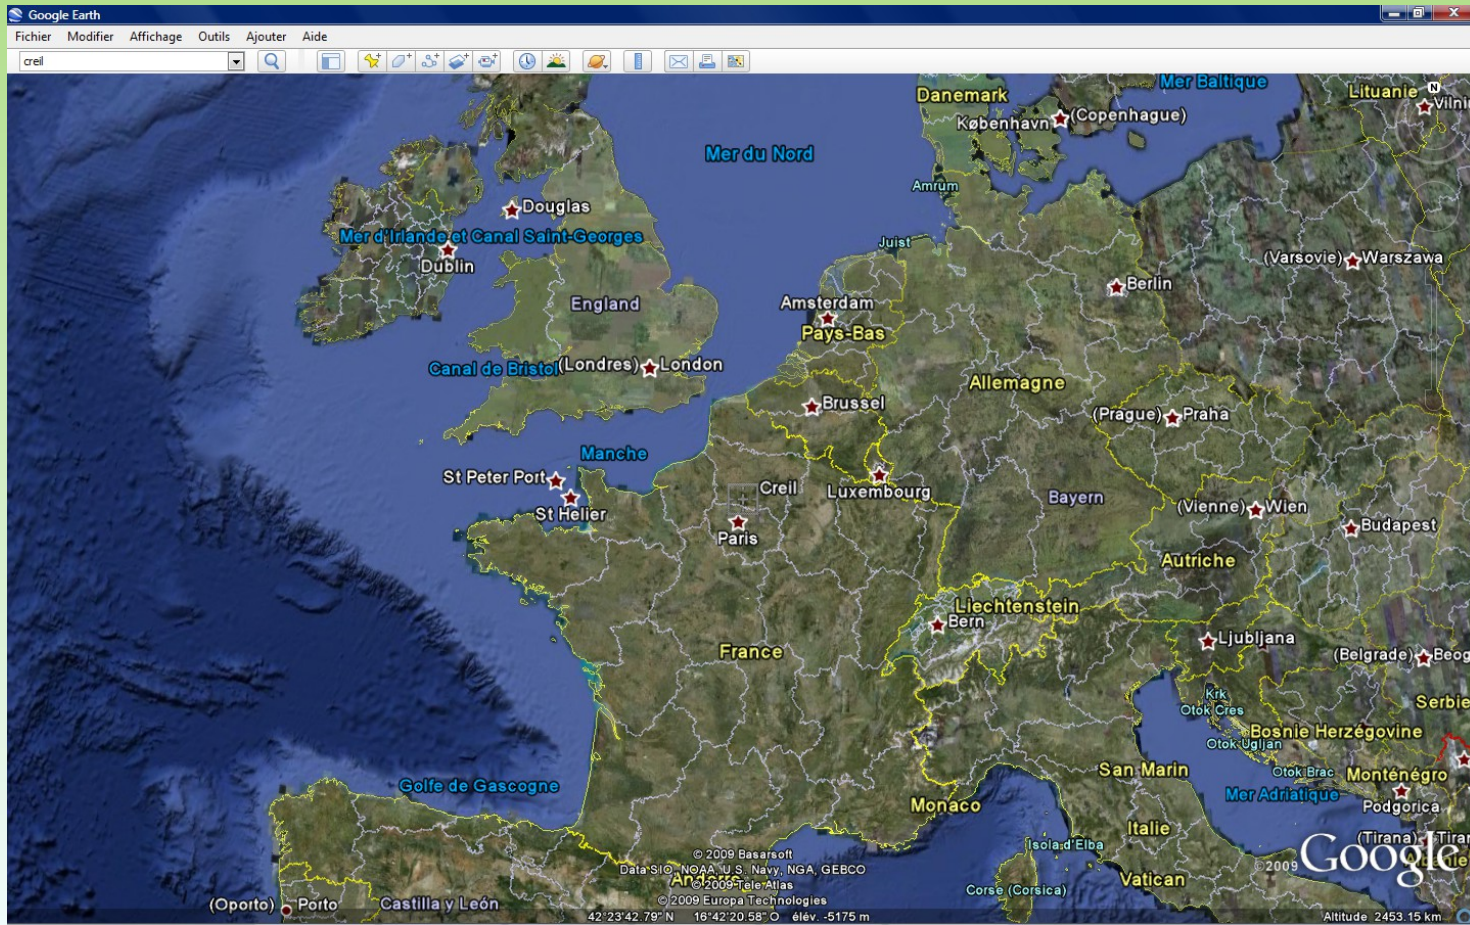 Google Earth
Fichier Modifier Affichage Outils Ajouter Aide
creil
Mer Baltique
Danemark
Lituanie
N
København (Copenhague)
Mer du Nord
Amrum
Douglas
Mer d'Irlande et Canal Saint-Georges
Juist
Dublin
(Varsovie) Warszawa
Berlin
England
Amsterdam
Pays-Bas
Canal de Bristol
(Londres) London
Allemagne
Brussel
(Prague) Praha
Manche
St Peter Port
Creil
Luxembourg
Bayern
St Helier
Paris
(Vienne) Wien
Budapest
Autriche
Liechtenstein
Bern
Ljubljana
France
(Belgrade)
Krk
Otok Cres
Serbie
Bosnie Herzégovine
Otok Ugljan
San Marin
Otok Brac
Monténégro
Golfe de Gascogne
Mer Adriatique
Monaco
Podgorica
Italie
(Tirana)
Isola d'Elba
© 2009 Basarsoft
Data SIO, NOAA, U.S. Navy, NGA, GEBCO
© 2009 Tele Atlas
© 2009 Europa Technologies
©2009 Google
Andorra
Corse (Corsica)
Vatican
(Oporto) Porto
Castilla y León
42°23'42.79" N 16°42'20.58" O élév. -5175 m
Altitude 2453.15 km